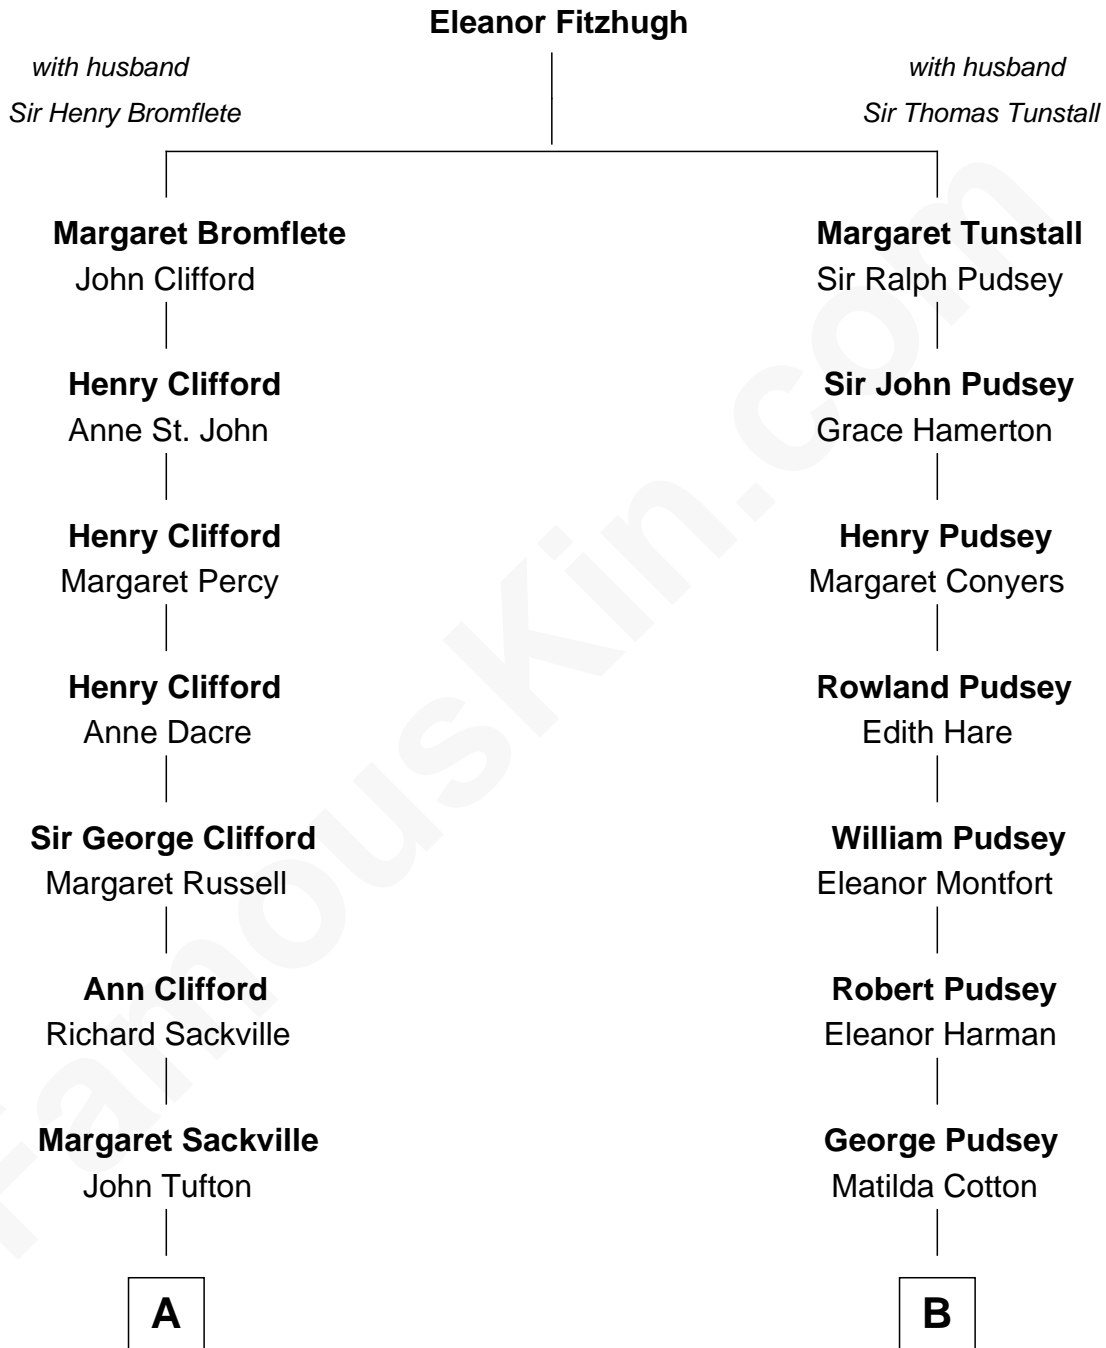 Eleanor Fitzhugh
with husband
Sir Henry Bromflete
with husband
Sir Thomas Tunstall
Margaret Bromflete
John Clifford
Margaret Tunstall
Sir Ralph Pudsey
Henry Clifford
Anne St. John
Sir John Pudsey
Grace Hamerton
Henry Clifford
Margaret Percy
Henry Pudsey
Margaret Conyers
Henry Clifford
Anne Dacre
Rowland Pudsey
Edith Hare
Sir George Clifford
Margaret Russell
William Pudsey
Eleanor Montfort
Ann Clifford
Richard Sackville
Robert Pudsey
Eleanor Harman
Margaret Sackville
John Tufton
George Pudsey
Matilda Cotton
A
B
FamousKin.com